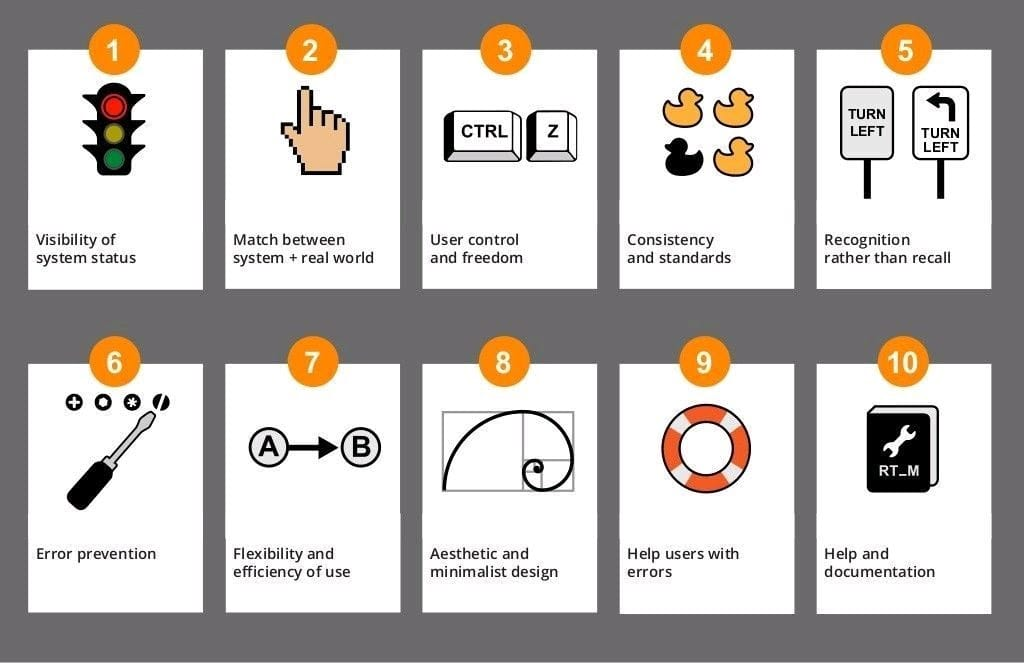 1
2
3
4
5
CTRL Z
TURN
LEFT
TURN
LEFT
Visibility of
system status
Match between
system + real world
User control
and freedom
Consistency
and standards
Recognition
rather than recall
6
7
8
9
10
A B
RT_M
Error prevention
Flexibility and
efficiency of use
Aesthetic and
minimalist design
Help users with
errors
Help and
documentation